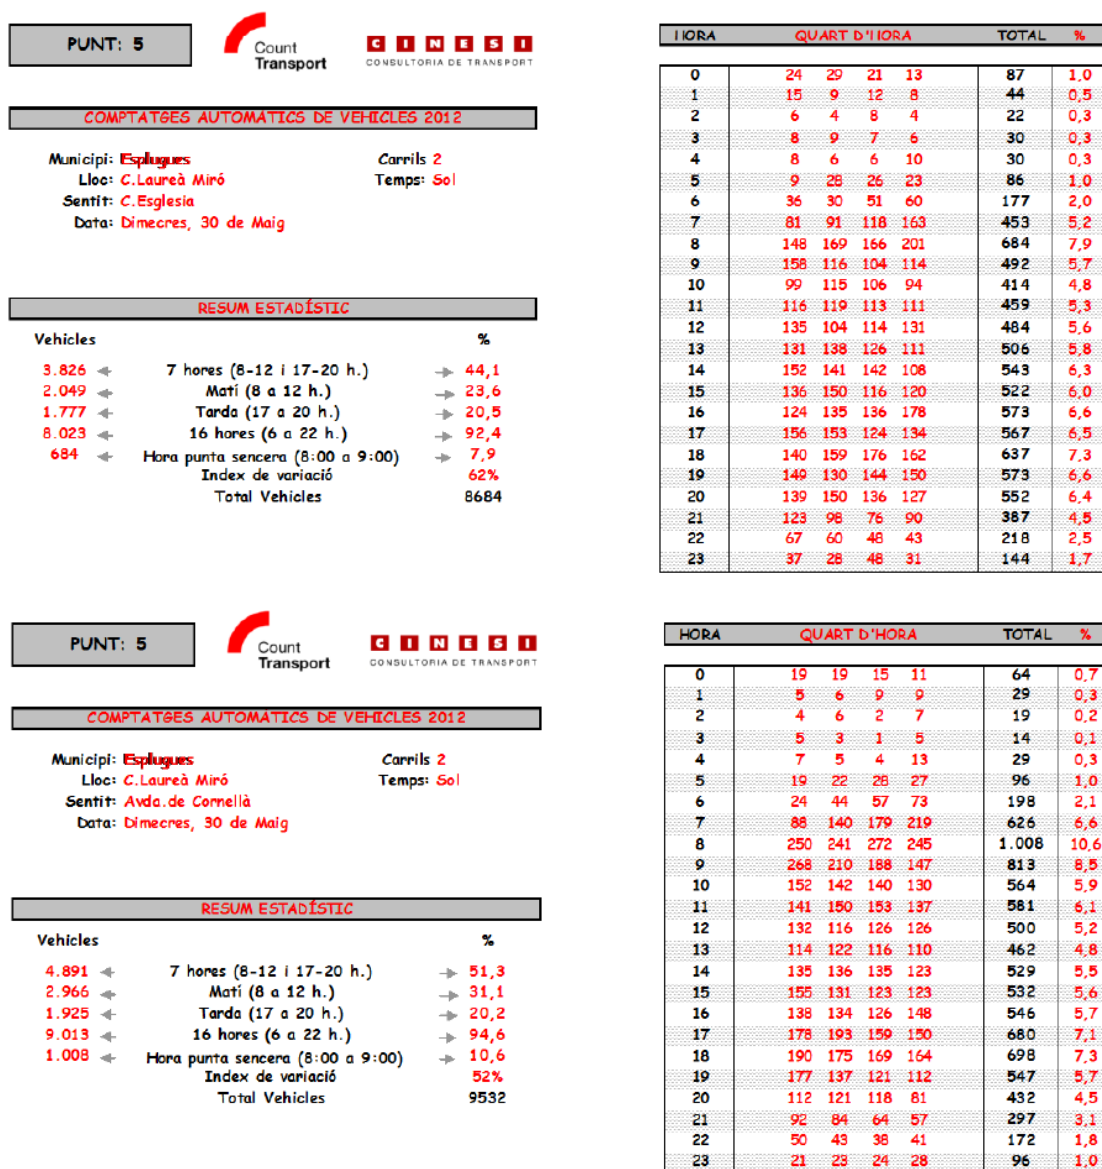 PUNT: 5
Count
Transport
CINESI
CONSULTORIA DE TRANSPORT
COMPTATGES AUTOMATICS DE VEHICLES 2012
Municipi: Esplugues Carrils 2
Lloc: C.Laureà Miró Temps: Sol
Sentit: C.Esglesia
Data: Dimecres, 30 de Maig
RESUM ESTADÍSTIC
Vehicles %
3.826 7 hores (8-12 i 17-20 h.) 44,1
2.049 Matí (8 a 12 h.) 23,6
1.777 Tarda (17 a 20 h.) 20,5
8.023 16 hores (6 a 22 h.) 92,4
684 Hora punta sencera (8:00 a 9:00) 7,9
Index de variació 62%
Total Vehicles 8684
HORA QUART D'HORA TOTAL %
0 24 29 21 13 87 1,0
1 15 9 12 8 44 0,5
2 6 4 8 4 22 0,3
3 8 9 7 6 30 0,3
4 8 6 6 10 30 0,3
5 9 28 26 23 86 1,0
6 36 30 51 60 177 2,0
7 81 91 118 163 453 5,2
8 148 169 166 201 684 7,9
9 158 116 104 114 492 5,7
10 99 115 106 94 414 4,8
11 116 119 113 111 459 5,3
12 135 104 114 131 484 5,6
13 131 138 126 111 506 5,8
14 152 141 142 108 543 6,3
15 136 150 116 120 522 6,0
16 124 135 136 178 573 6,6
17 156 153 124 134 567 6,5
18 140 159 176 162 637 7,3
19 149 130 144 150 573 6,6
20 139 150 136 127 552 6,4
21 123 98 76 90 387 4,5
22 67 60 48 43 218 2,5
23 37 28 48 31 144 1,7
PUNT: 5
Count
Transport
CINESI
CONSULTORIA DE TRANSPORT
COMPTATGES AUTOMATICS DE VEHICLES 2012
Municipi: Esplugues Carrils 2
Lloc: C.Laureà Miró Temps: Sol
Sentit: Avda.de Cornellà
Data: Dimecres, 30 de Maig
RESUM ESTADÍSTIC
Vehicles %
4.891 7 hores (8-12 i 17-20 h.) 51,3
2.966 Matí (8 a 12 h.) 31,1
1.925 Tarda (17 a 20 h.) 20,2
9.013 16 hores (6 a 22 h.) 94,6
1.008 Hora punta sencera (8:00 a 9:00) 10,6
Index de variació 52%
Total Vehicles 9532
HORA QUART D'HORA TOTAL %
0 19 19 15 11 64 0,7
1 5 6 9 9 29 0,3
2 4 6 2 7 19 0,2
3 5 3 1 5 14 0,1
4 7 5 4 13 29 0,3
5 19 22 28 27 96 1,0
6 24 44 57 73 198 2,1
7 88 140 179 219 626 6,6
8 250 241 272 245 1.008 10,6
9 268 210 188 147 813 8,5
10 152 142 140 130 564 5,9
11 141 150 153 137 581 6,1
12 132 116 126 126 500 5,2
13 114 122 116 110 462 4,8
14 135 136 135 123 529 5,5
15 155 131 123 123 532 5,6
16 138 134 126 148 546 5,7
17 178 193 159 150 680 7,1
18 190 175 169 164 698 7,3
19 177 137 121 112 547 5,7
20 112 121 118 81 432 4,5
21 92 84 64 57 297 3,1
22 50 43 38 41 172 1,8
23 21 23 24 28 96 1,0